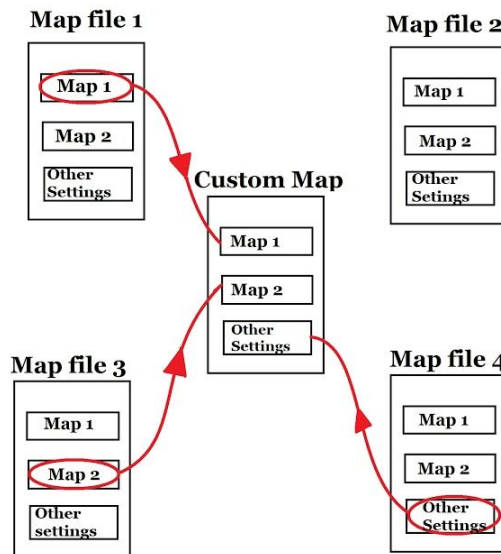 Map file 1
Map 1
Map 2
Other
Settings
Map file 2
Map 1
Map 2
Other
Setings
Custom Map
Map 1
Map 2
Other
Settings
Map file 3
Map 1
Map 2
Other
settings
Map file 4
Map 1
Map 2
Other
Settings